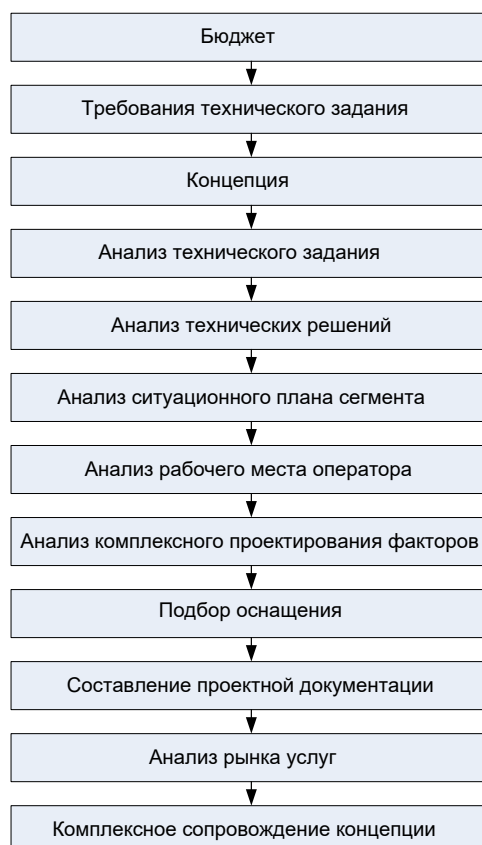 Бюджет
Требования технического задания
Концепция
Анализ технического задания
Анализ технических решений
Анализ ситуационного плана сегмента
Анализ рабочего места оператора
Анализ комплексного проектирования факторов
Подбор оснащения
Составление проектной документации
Анализ рынка услуг
Комплексное сопровождение концепции